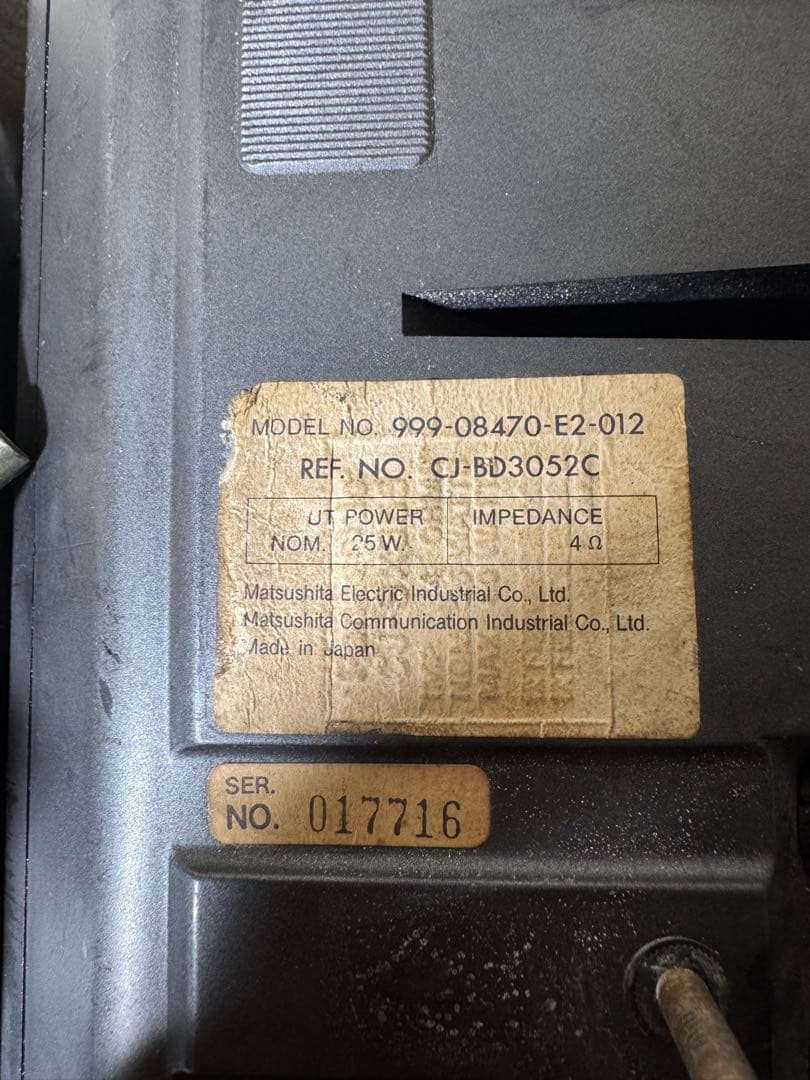 MODEL NO. 999-08470-E2-012
REF. NO. CJ-BD3052C
UT POWER IMPEDANCE
NOM. 25 W. 4 Ω
Matsushita Electric Industrial Co., Ltd.
Matsushita Communication Industrial Co., Ltd.
Made in Japan
SER.
NO. 017716